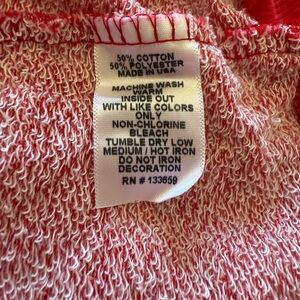 50% COTTON
50% POLYESTER
MADE IN USA
MACHINE WASH
WARM
INSIDE OUT
WITH LIKE COLORS
ONLY
NON-CHLORINE
BLEACH
TUMBLE DRY LOW
MEDIUM / HOT IRON
DO NOT IRON
DECORATION
RN # 133659